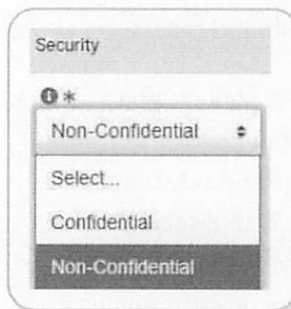 Security
*
Non-Confidential
Select...
Confidential
Non-Confidential